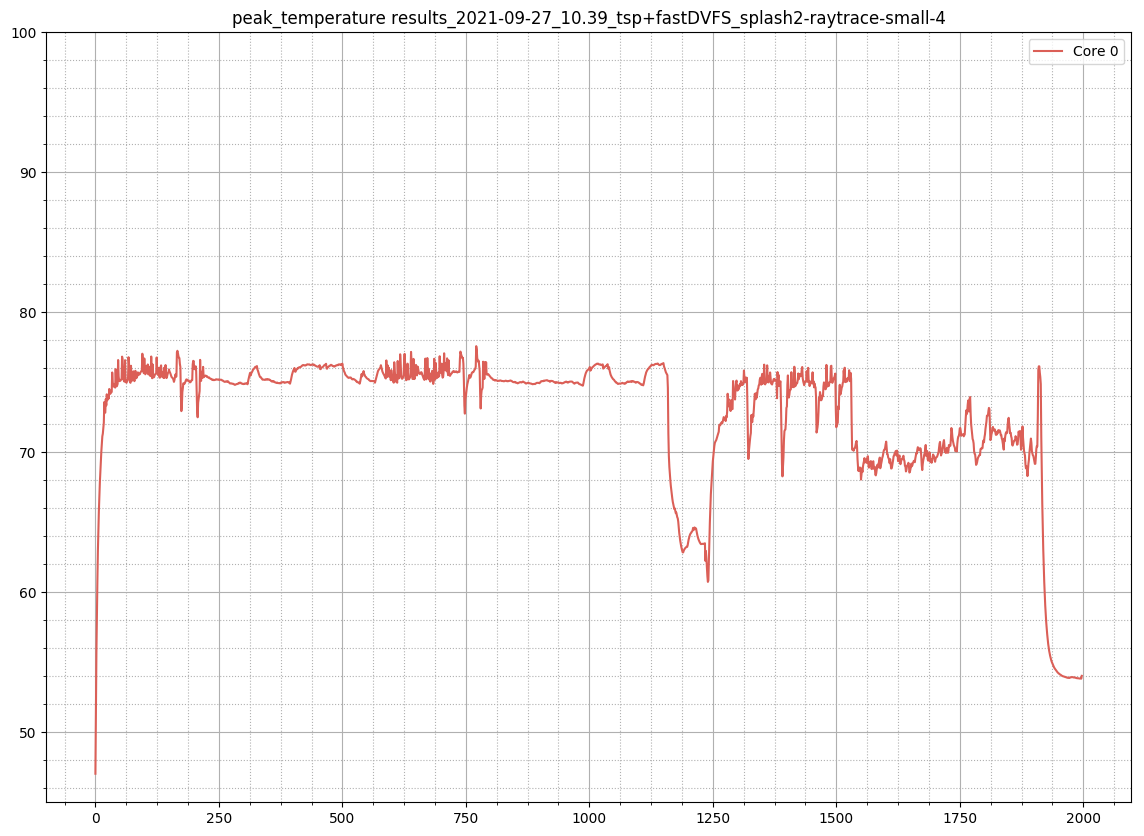 peak_temperature results_2021-09-27_10.39_tsp+fastDVFS_splash2-raytrace-small-4
100
Core 0
90
80
70
60
50
0 250 500 750 1000 1250 1500 1750 2000